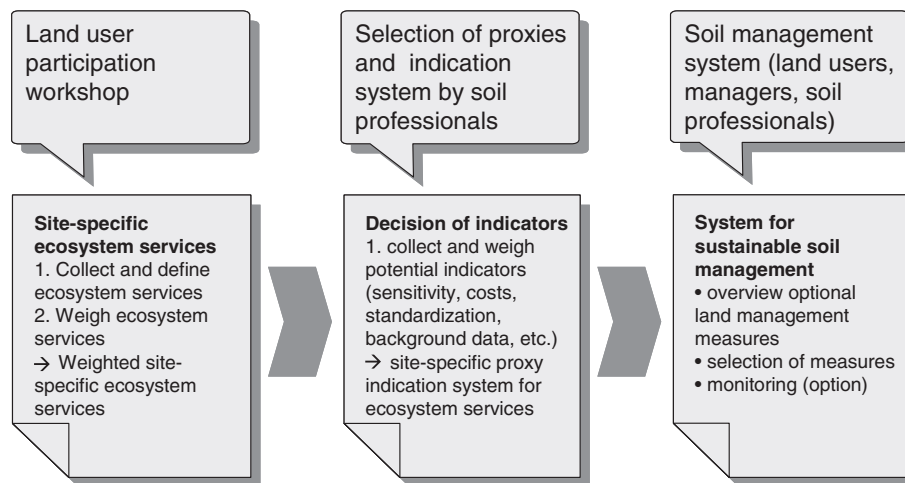 Land user
participation
workshop
Selection of proxies
and indication
system by soil
professionals
Soil management
system (land users,
managers, soil
professionals)
Site-specific
ecosystem services
1. Collect and define
ecosystem services
2. Weigh ecosystem
services
→ Weighted site-
specific ecosystem
services
Decision of indicators
1. collect and weigh
potential indicators
(sensitivity, costs,
standardization,
background data, etc.)
→ site-specific proxy
indication system for
ecosystem services
System for
sustainable soil
management
• overview optional
land management
measures
• selection of measures
• monitoring (option)